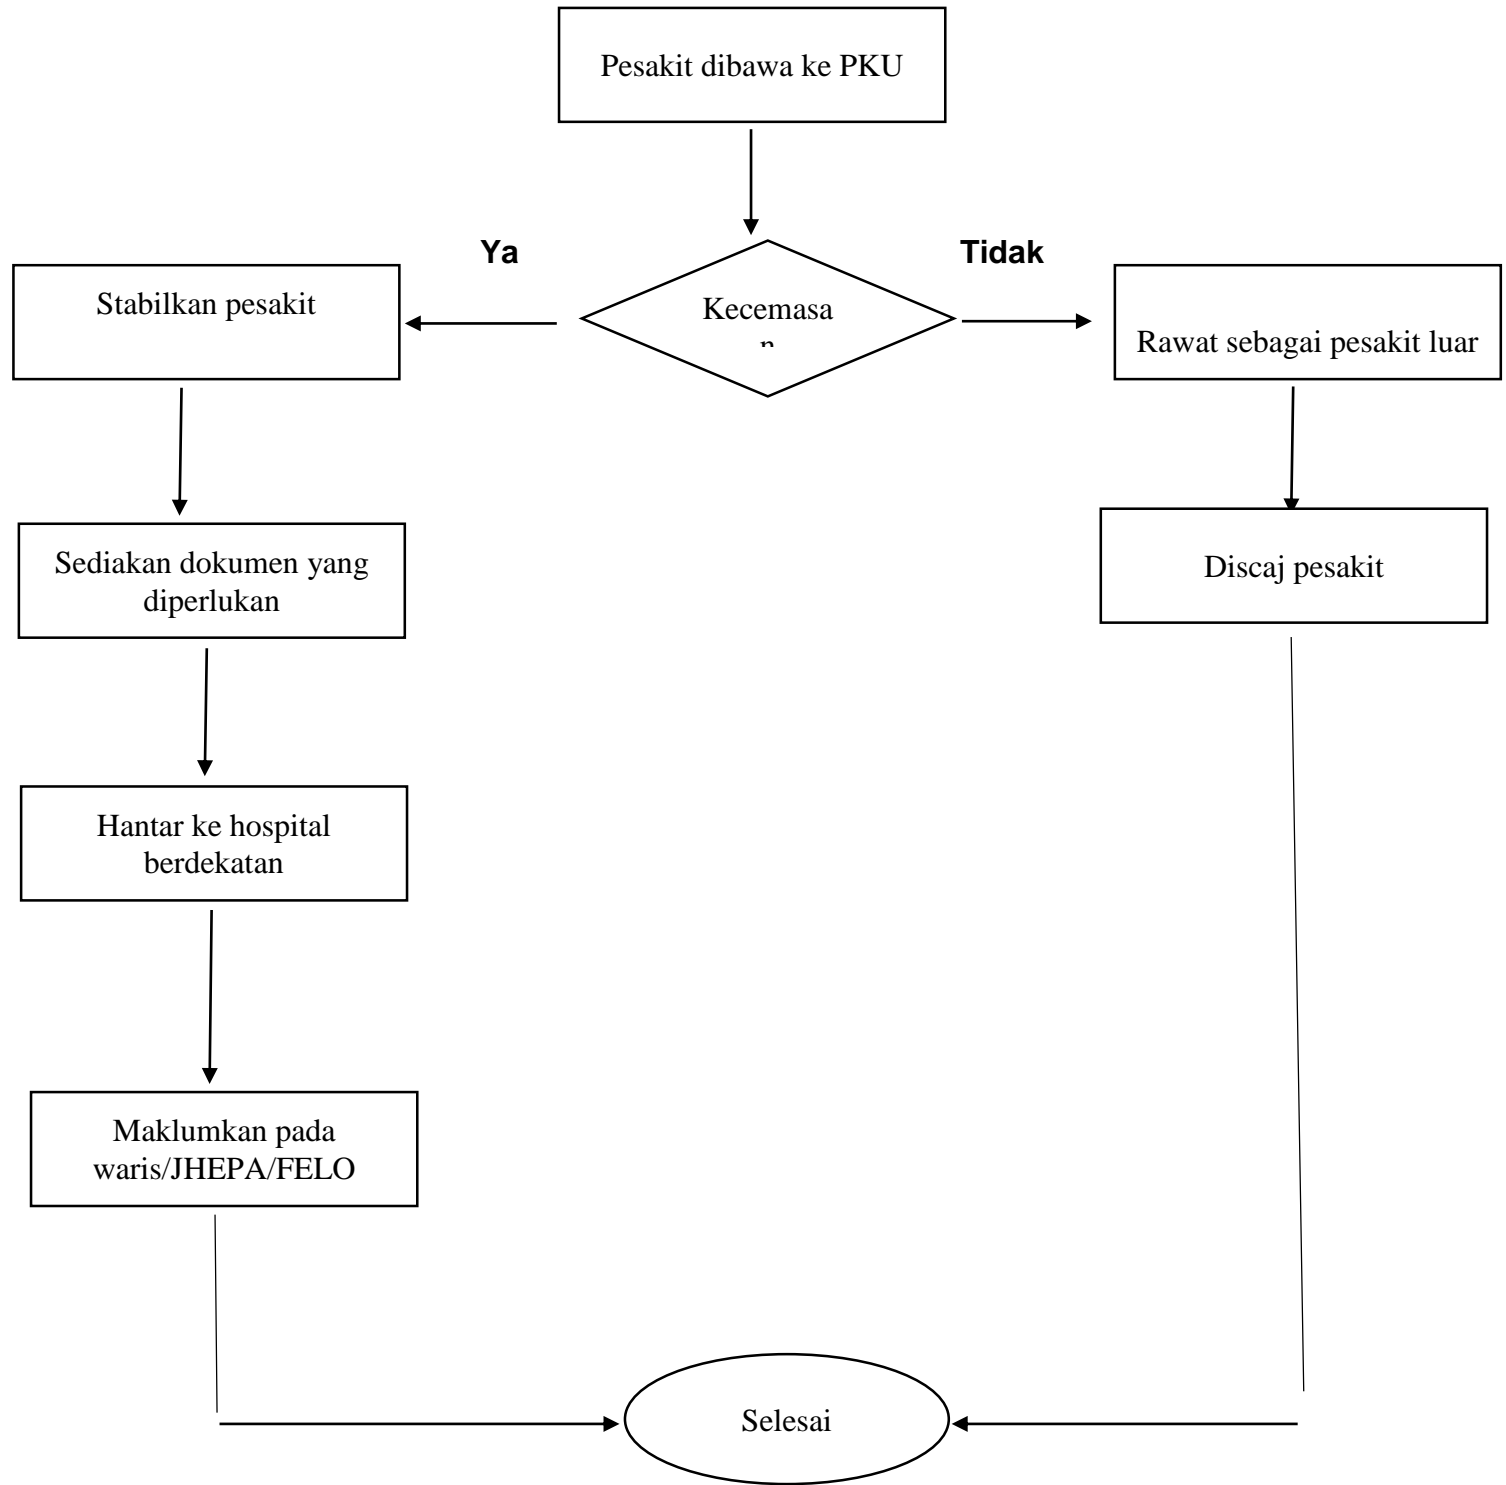 Pesakit dibawa ke PKU
Ya
Tidak
Stabilkan pesakit
Kecemasa
n
Rawat sebagai pesakit luar
Sediakan dokumen yang
diperlukan
Discaj pesakit
Hantar ke hospital
berdekatan
Maklumkan pada
waris/JHEPA/FELO
Selesai